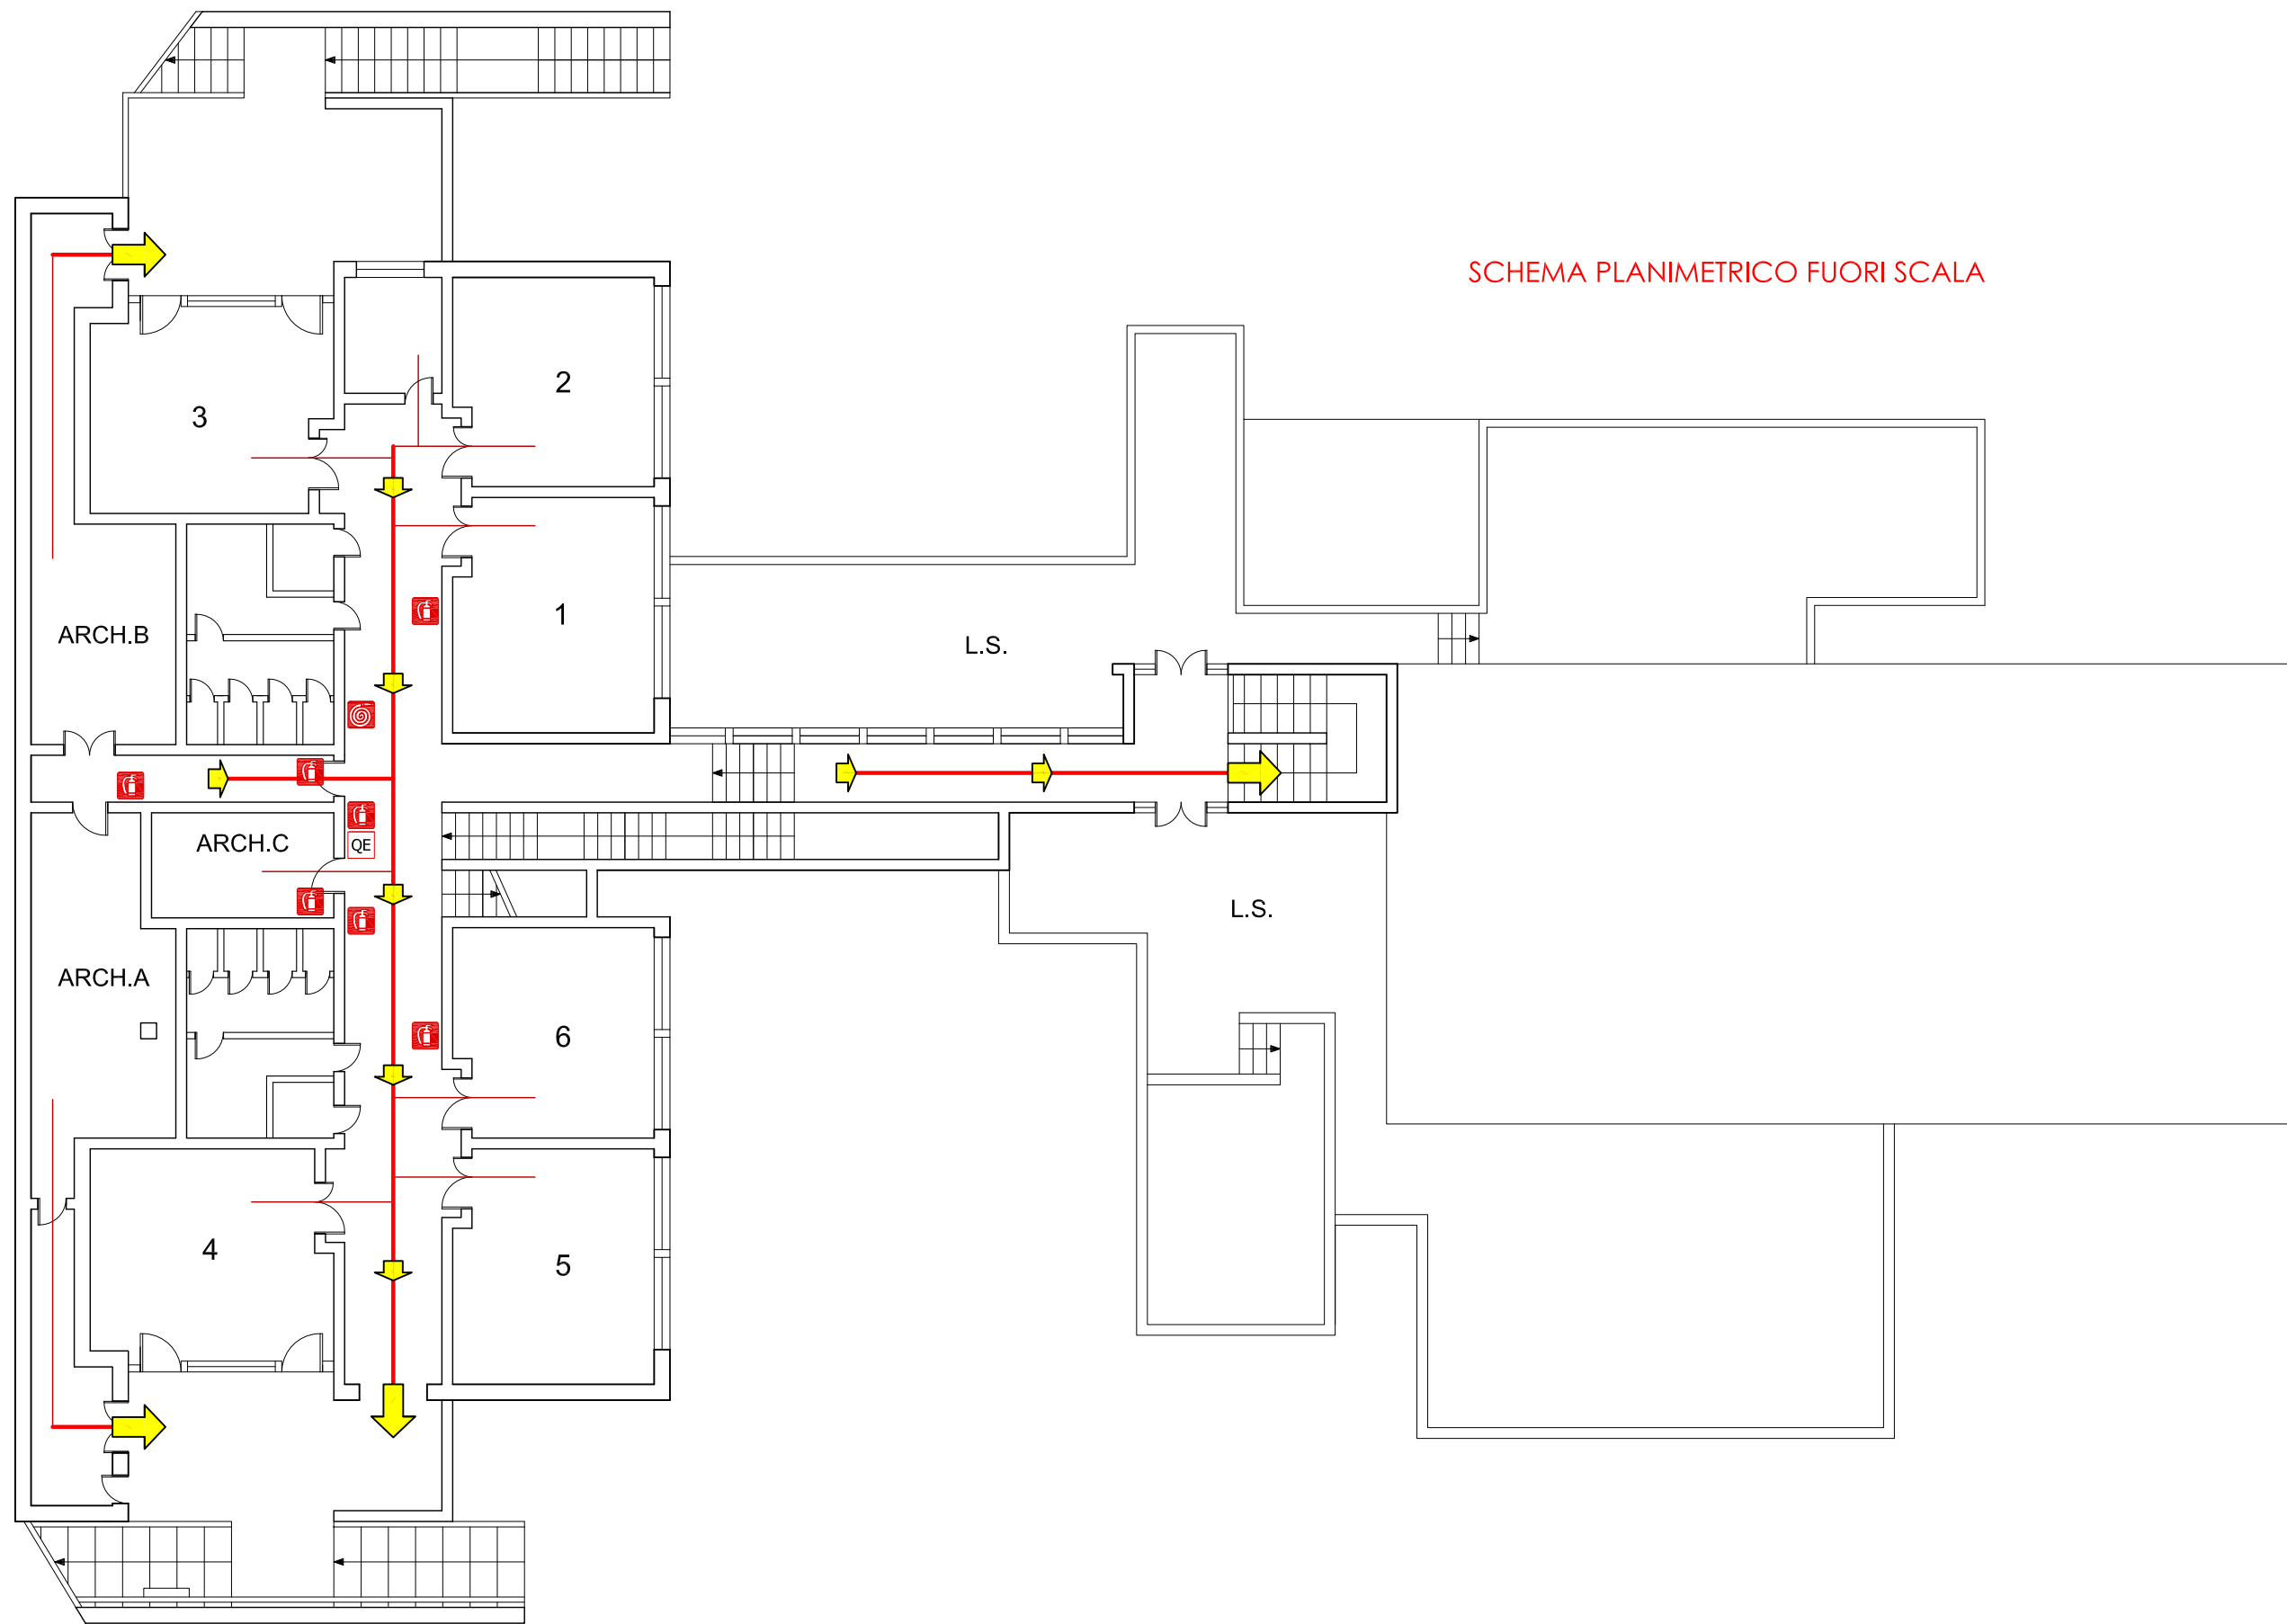 SCHEMA PLANIMETRICO FUORI SCALA
2
3
1
ARCH.B
L.S.
ARCH.C
QE
L.S.
ARCH.A
6
4
5